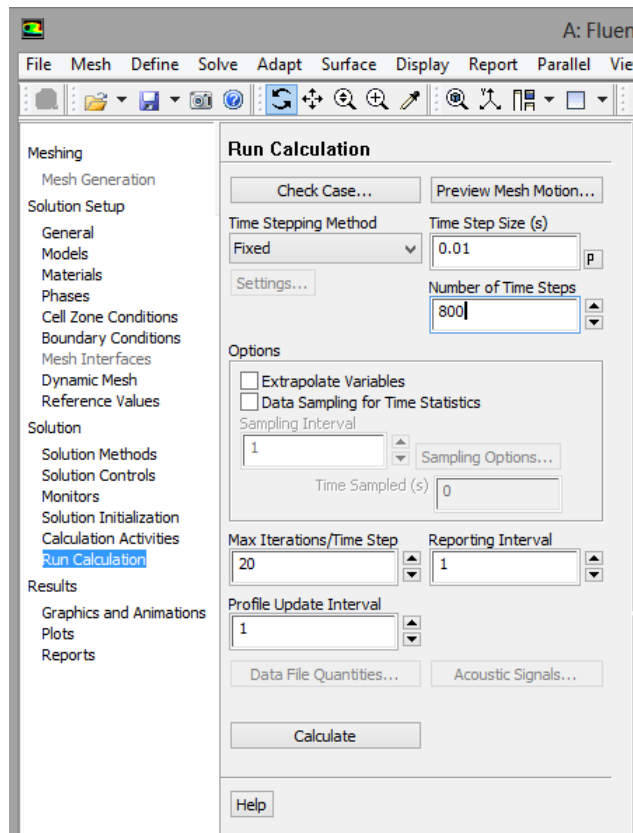 A: Fluen
File Mesh Define Solve Adapt Surface Display Report Parallel Vie
Meshing
Mesh Generation
Solution Setup
General
Models
Materials
Phases
Cell Zone Conditions
Boundary Conditions
Mesh Interfaces
Dynamic Mesh
Reference Values
Solution
Solution Methods
Solution Controls
Monitors
Solution Initialization
Calculation Activities
Run Calculation
Results
Graphics and Animations
Plots
Reports
Run Calculation
Check Case... Preview Mesh Motion...
Time Stepping Method Time Step Size (s)
Fixed 0.01 P
Settings... Number of Time Steps
800
Options
Extrapolate Variables
Data Sampling for Time Statistics
Sampling Interval
1 Sampling Options...
Time Sampled (s) 0
Max Iterations/Time Step Reporting Interval
20 1
Profile Update Interval
1
Data File Quantities... Acoustic Signals...
Calculate
Help